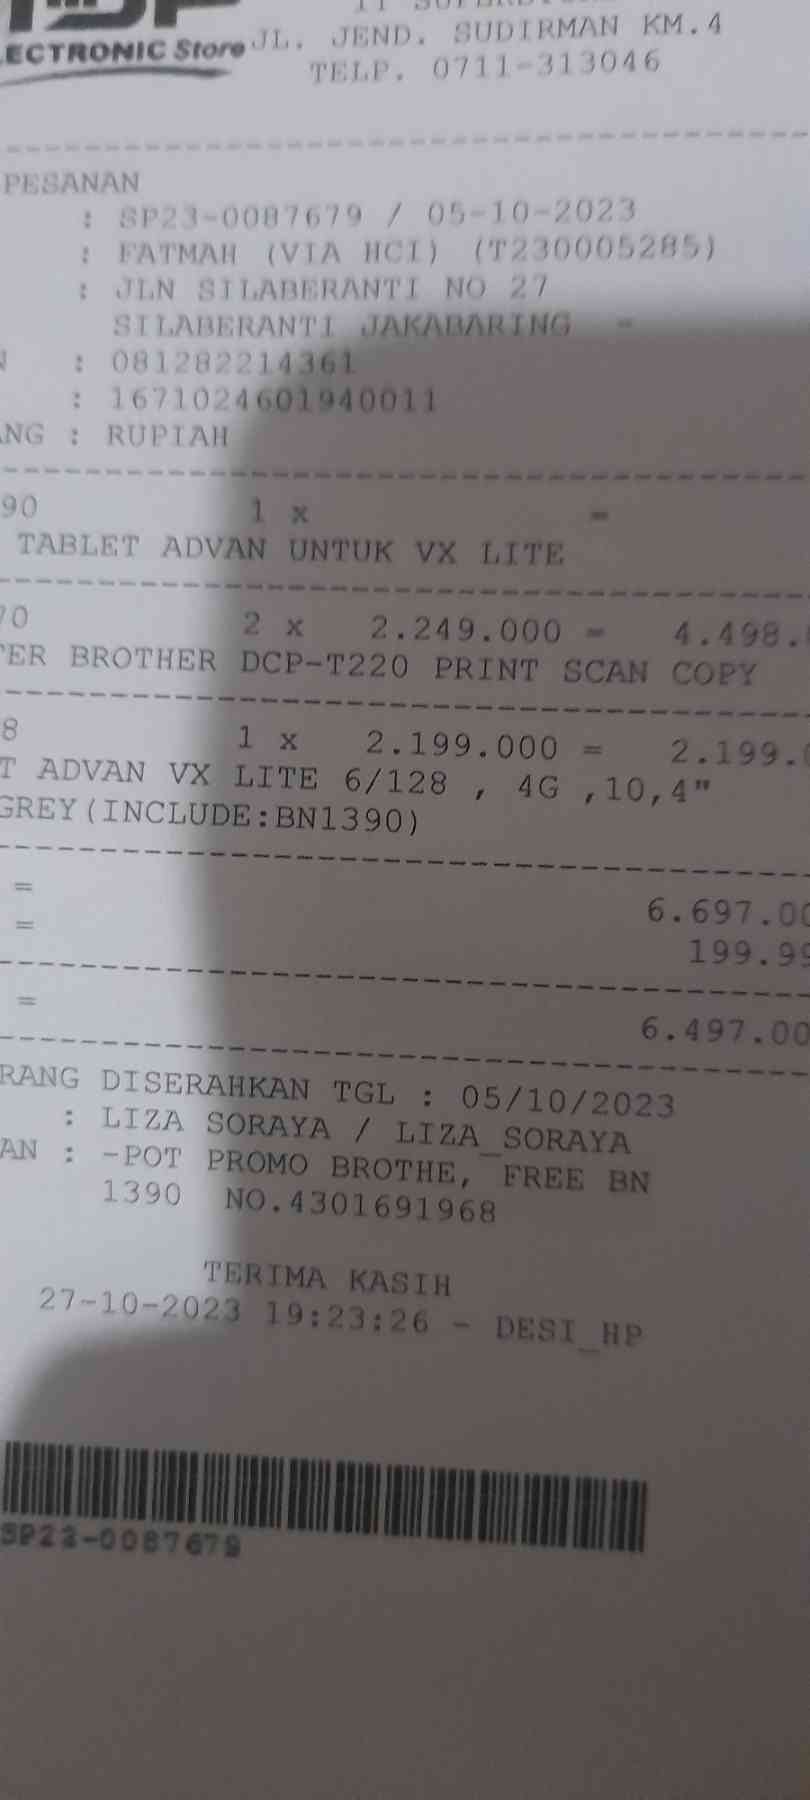 ECTRONIC Store
JL. JEND. SUDIRMAN KM.4
TELP. 0711-313046
PESANAN
: SP23-0087679 / 05-10-2023
: FATMAH (VIA HCI) (T230005285)
: JLN SILABERANTI NO 27
SILABERANTI JAKABARING -
: 081282214361
: 1671024601940011
ANG : RUPIAH
90 1 x =
TABLET ADVAN UNTUK VX LITE
70 2 x 2.249.000 = 4.498.0
TER BROTHER DCP-T220 PRINT SCAN COPY
8 1 x 2.199.000 = 2.199.0
T ADVAN VX LITE 6/128 , 4G ,10,4"
GREY(INCLUDE:BN1390)
= 6.697.00
= 199.99
= 6.497.00
RANG DISERAHKAN TGL : 05/10/2023
: LIZA SORAYA / LIZA_SORAYA
AN : -POT PROMO BROTHE, FREE BN
1390 NO.4301691968
TERIMA KASIH
27-10-2023 19:23:26 - DESI_HP
SP23-0087679